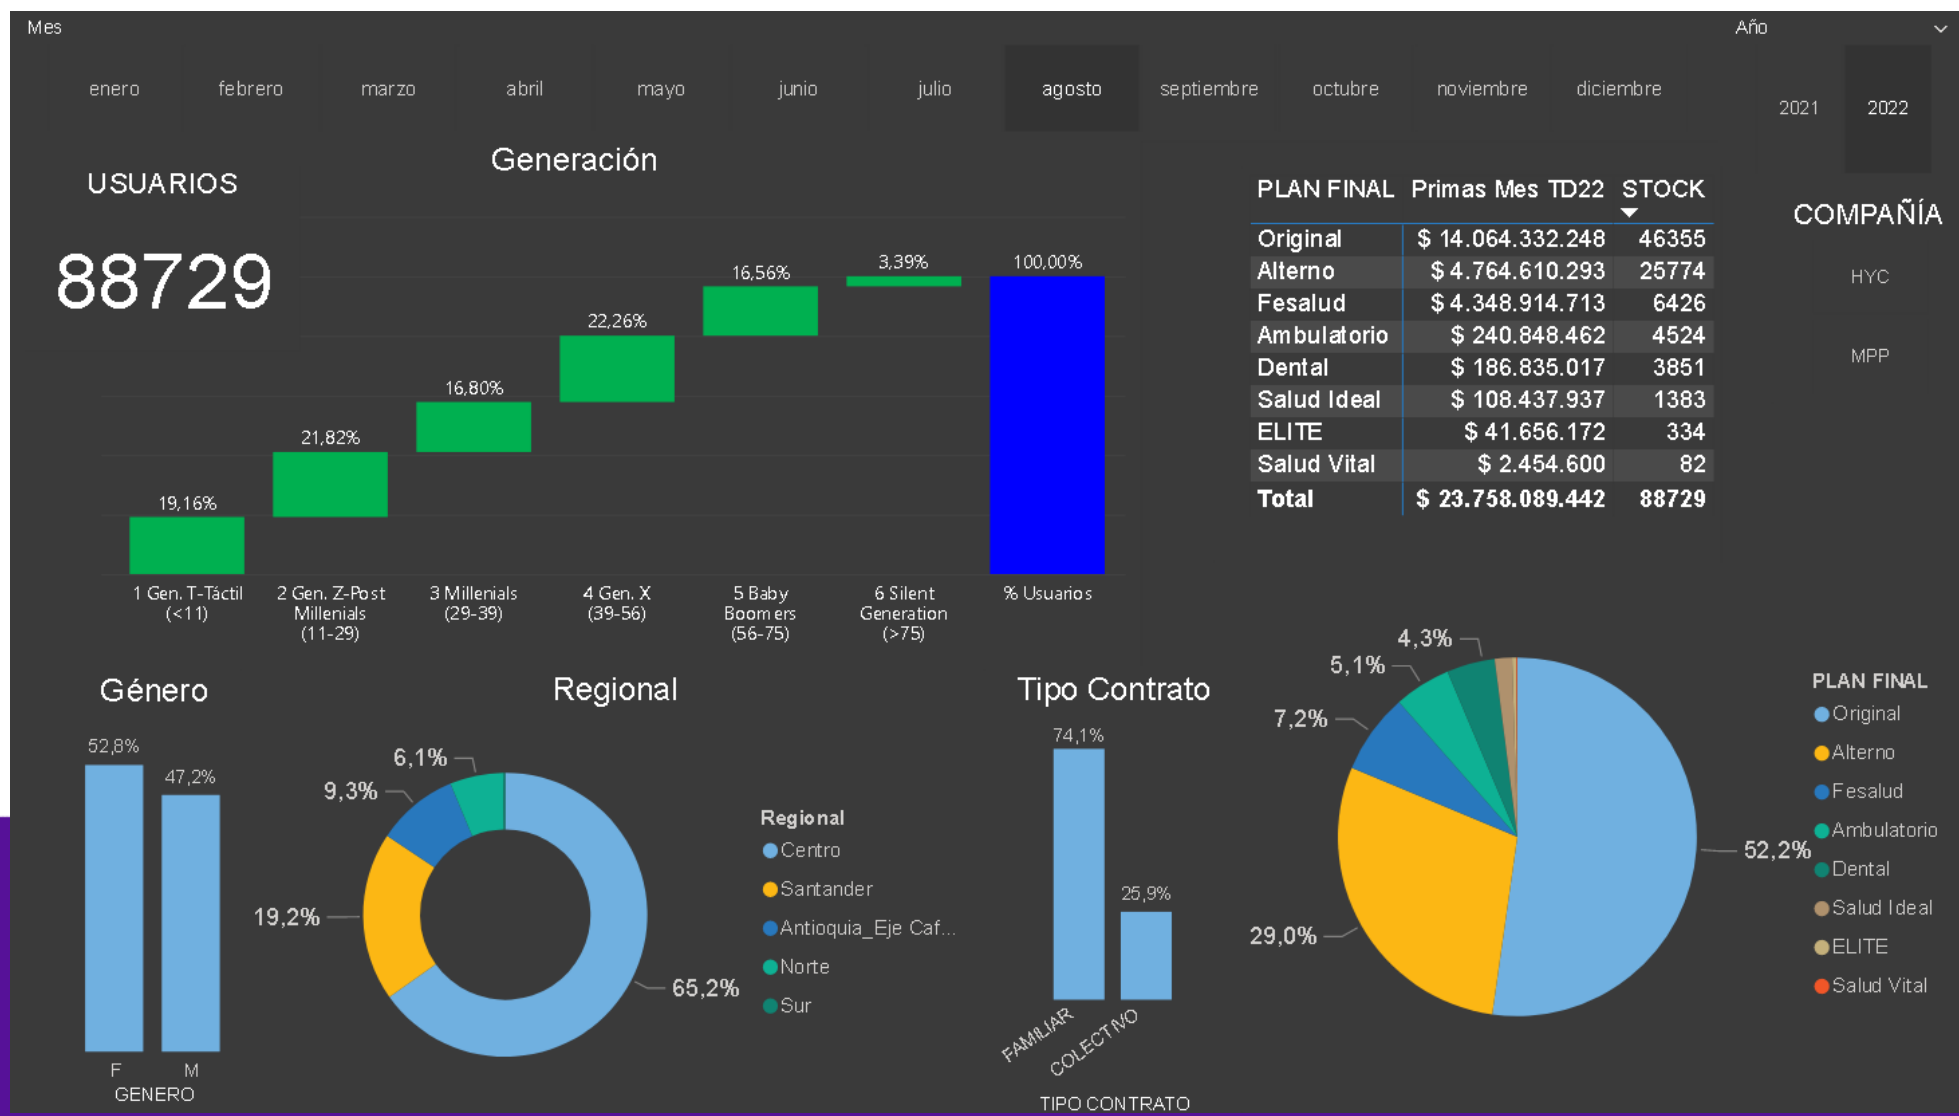 Mes
Año
enero febrero marzo abril mayo junio julio agosto septiembre octubre noviembre diciembre
2021 2022
USUARIOS
88729
Generación
19,16%
21,82%
16,80%
22,26%
16,56%
3,39%
100,00%
1 Gen. T-Táctil
(<11)
2 Gen. Z-Post
Millenials
(11-29)
3 Millenials
(29-39)
4 Gen. X
(39-56)
5 Baby
Boomers
(56-75)
6 Silent
Generation
(>75)
% Usuarios
PLAN FINAL Primas Mes TD22 STOCK
Original $ 14.064.332.248 46355
Alterno $ 4.764.610.293 25774
Fesalud $ 4.348.914.713 6426
Ambulatorio $ 240.848.462 4524
Dental $ 186.835.017 3851
Salud Ideal $ 108.437.937 1383
ELITE $ 41.656.172 334
Salud Vital $ 2.454.600 82
Total $ 23.758.089.442 88729
COMPAÑÍA
HYC
MPP
Género
52,8%
47,2%
F M
GENERO
Regional
6,1%
9,3%
19,2%
65,2%
Regional
Centro
Santander
Antioquia_Eje Caf...
Norte
Sur
Tipo Contrato
74,1%
25,9%
FAMILIAR
COLECTIVO
TIPO CONTRATO
4,3%
5,1%
7,2%
29,0%
52,2%
PLAN FINAL
Original
Alterno
Fesalud
Ambulatorio
Dental
Salud Ideal
ELITE
Salud Vital